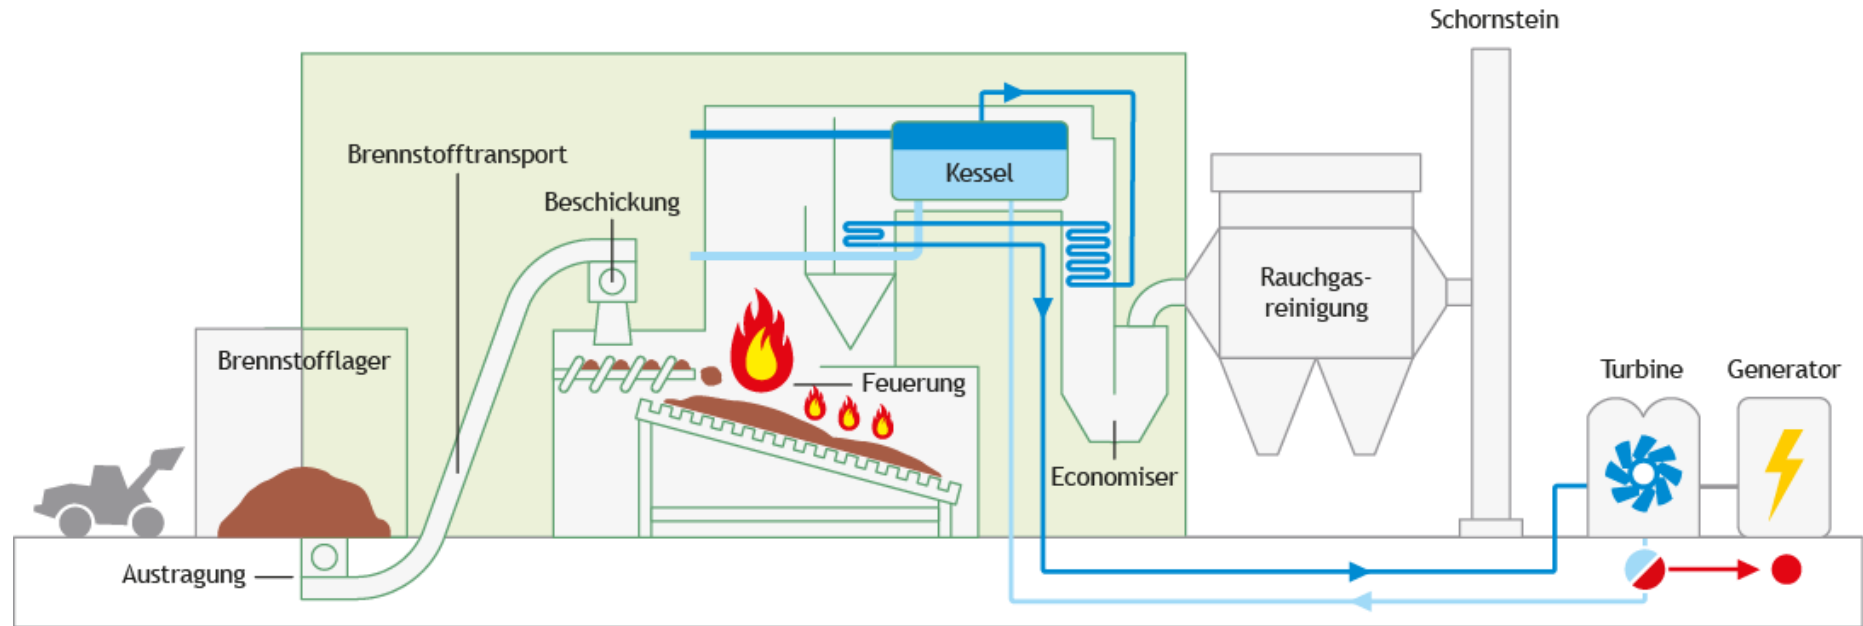 Schornstein
Brennstofftransport
Beschickung
Kessel
Rauchgas-
reinigung
Brennstofflager
Feuerung
Turbine
Generator
Economiser
Austragung